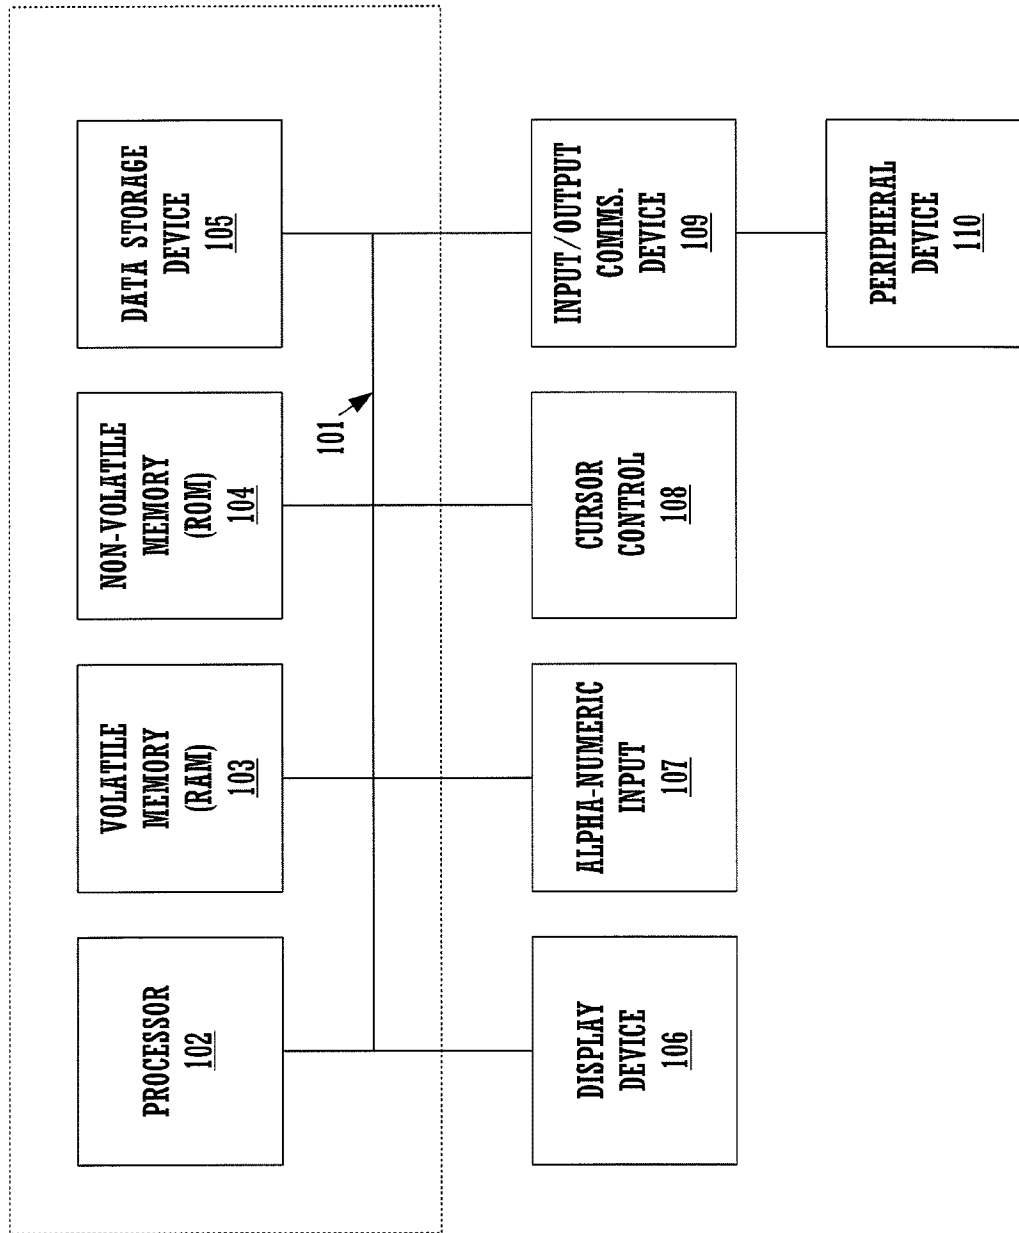 PROCESSOR
102
VOLATILE
MEMORY
(RAM)
103
NON-VOLATILE
MEMORY
(ROM)
104
DATA STORAGE
DEVICE
105
101
DISPLAY
DEVICE
106
ALPHA-NUMERIC
INPUT
107
CURSOR
CONTROL
108
INPUT/OUTPUT
COMMS.
DEVICE
109
PERIPHERAL
DEVICE
110